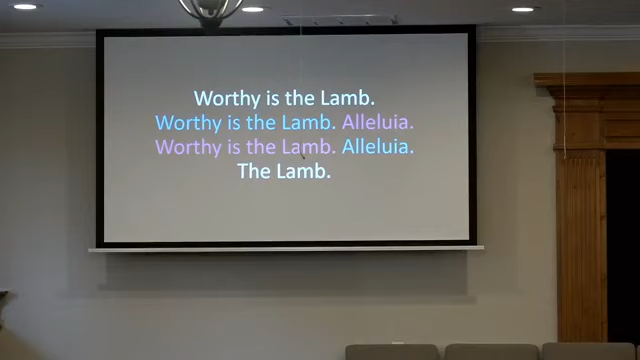 Worthy is the Lamb.
Worthy is the Lamb. Alleluia.
Worthy is the Lamb. Alleluia.
The Lamb.